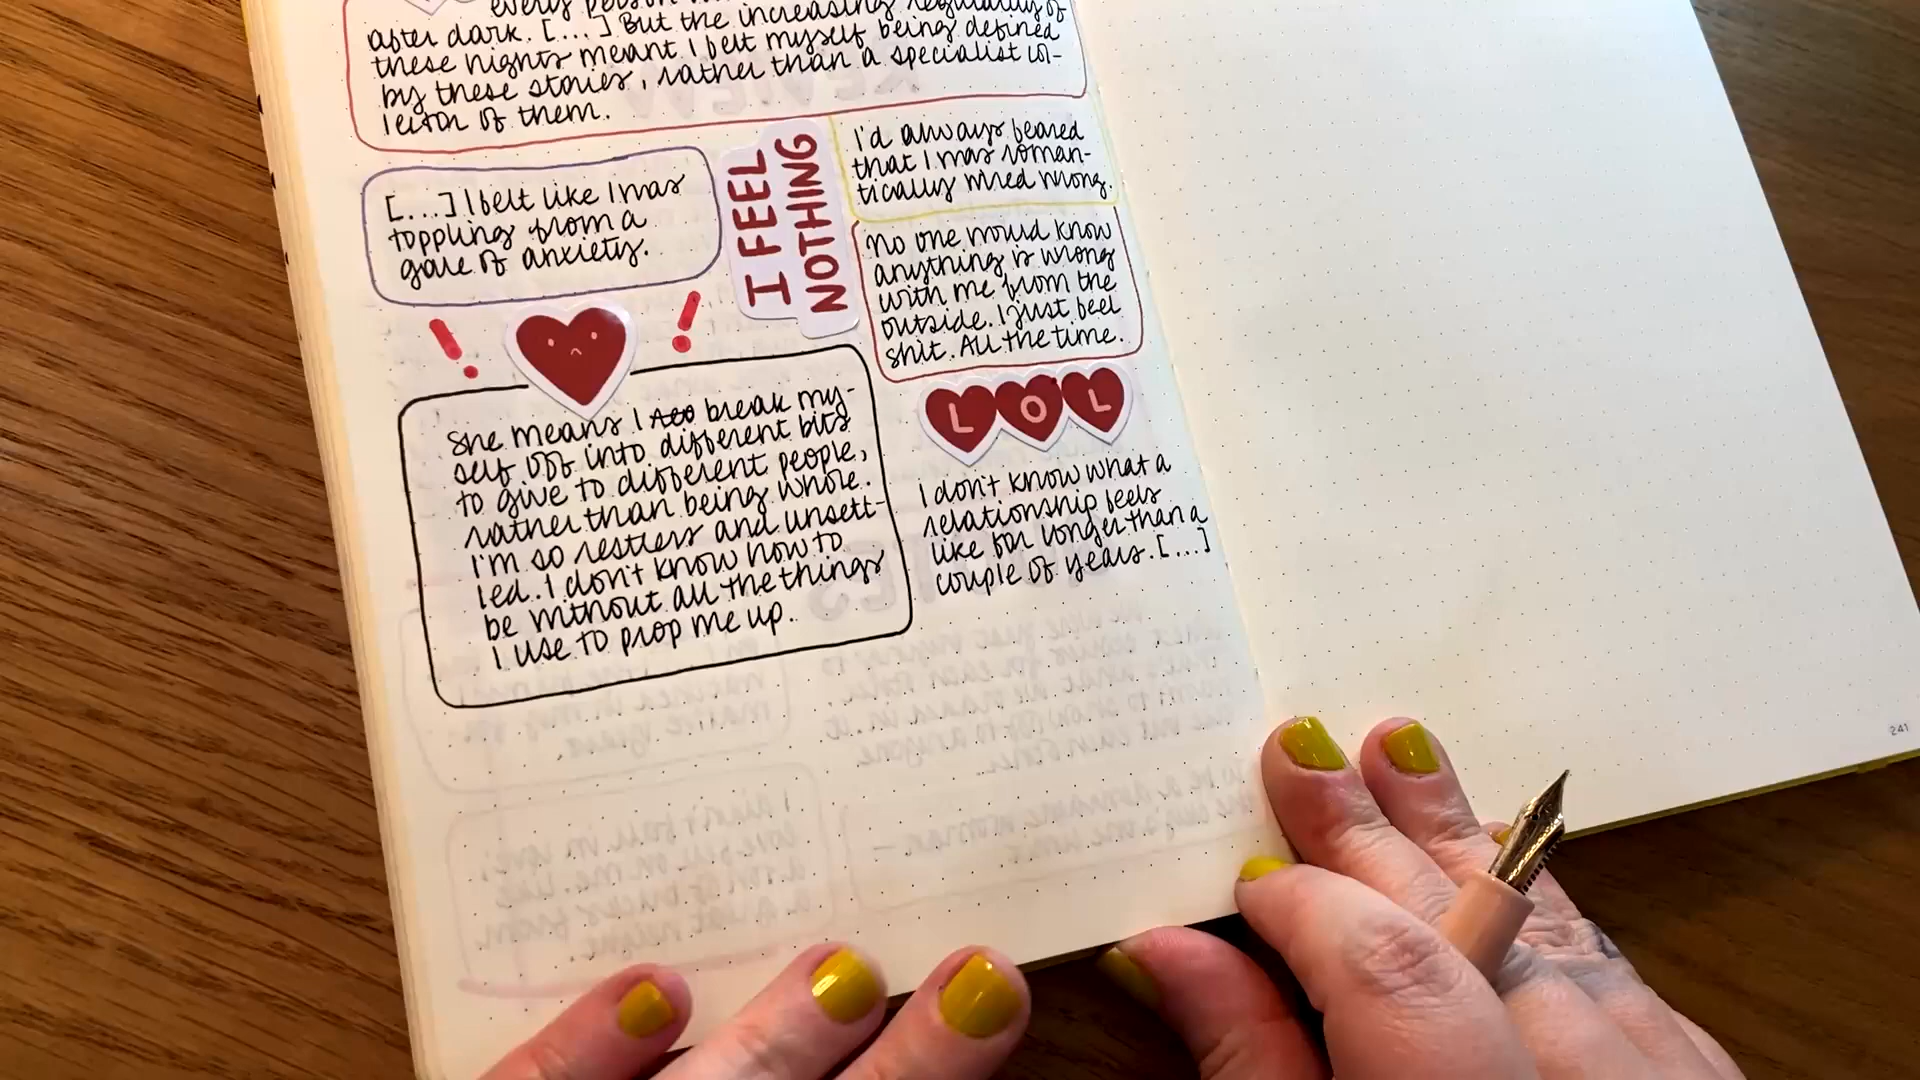 every person
after dark. [...] But the increasing regularity of
these nights meant I felt myself being defined
by these stories, rather than a specialist col-
lector of them.
[...] I felt like I was
toppling from a
gale of anxiety.
I FEEL
NOTHING
I'd always feared
that I was roman-
tically wired wrong.
No one would know
anything is wrong
with me from the
outside. I just feel
shit. All the time.
! !
She means I break my-
self off into different bits
to give to different people,
rather than being whole.
I'm so restless and unsett-
led. I don't know how to
be without all the things
I use to prop me up.
LOL
I don't know what a
relationship feels
like for longer than a
couple of years. [...]
241